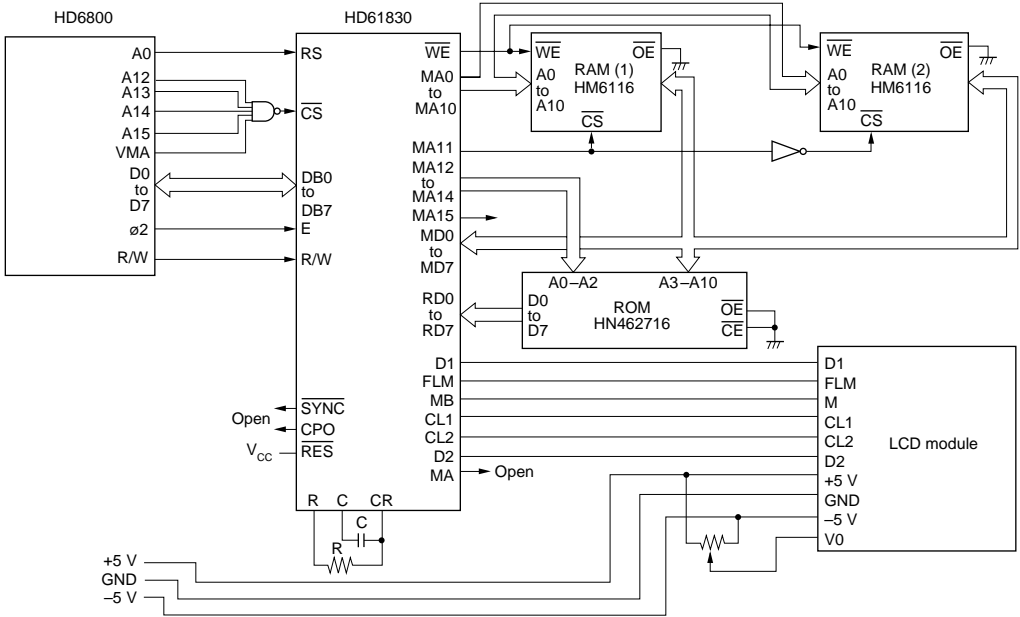 HD6800
HD61830
A0
A12
A13
A14
A15
VMA
D0
to
D7
ø2
R/W
RS
CS
DB0
to
DB7
E
R/W
SYNC
CPO
RES
Open
VCC
R
C
CR
C
R
WE
MA0
to
MA10
MA11
MA12
to
MA14
MA15
MD0
to
MD7
RD0
to
RD7
D1
FLM
MB
CL1
CL2
D2
MA
Open
WE
OE
A0
to
A10
RAM (1)
HM6116
CS
WE
OE
A0
to
A10
RAM (2)
HM6116
CS
A0–A2
A3–A10
D0
to
D7
ROM
HN462716
OE
CE
D1
FLM
M
CL1
CL2
D2
+5 V
GND
–5 V
V0
LCD module
+5 V
GND
–5 V